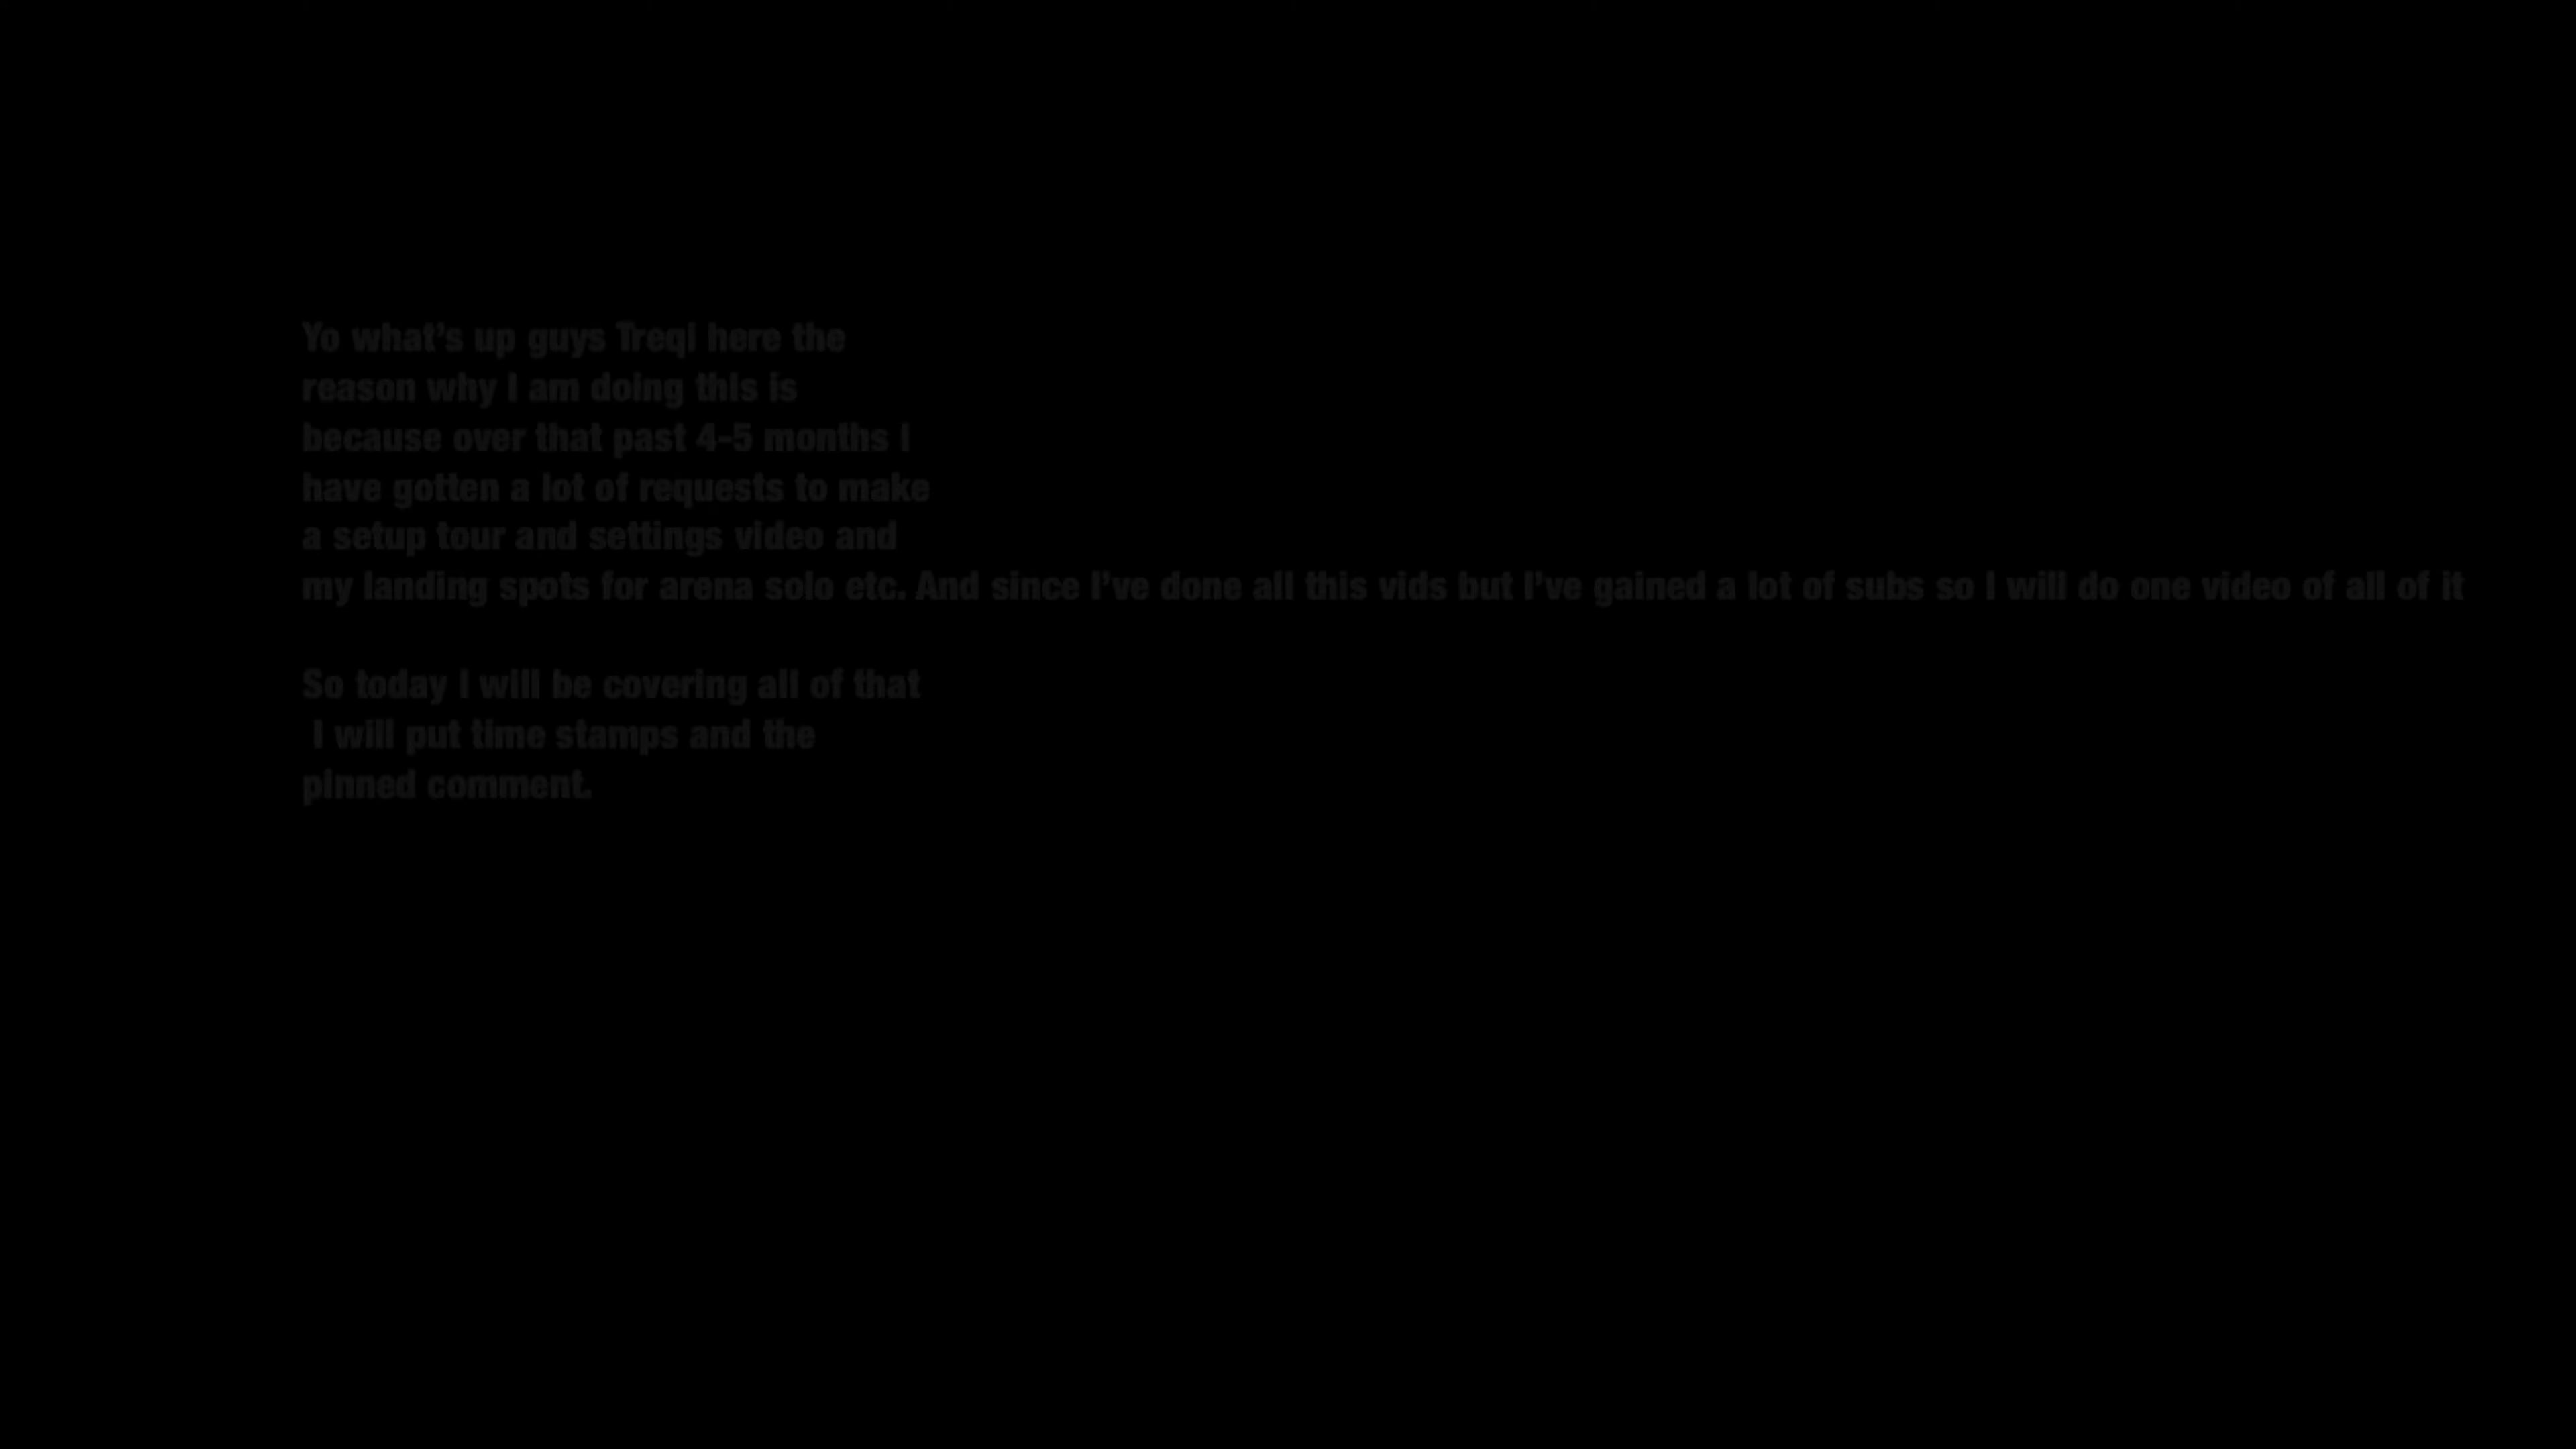 Yo what's up guys Treqi here the
reason why I am doing this is
because over that past 4-5 months I
have gotten a lot of requests to make
a setup tour and settings video and
my landing spots for arena solo etc. And since I've done all this vids but I've gained a lot of subs so I will do one video of all of it
So today I will be covering all of that
I will put time stamps and the
pinned comment.